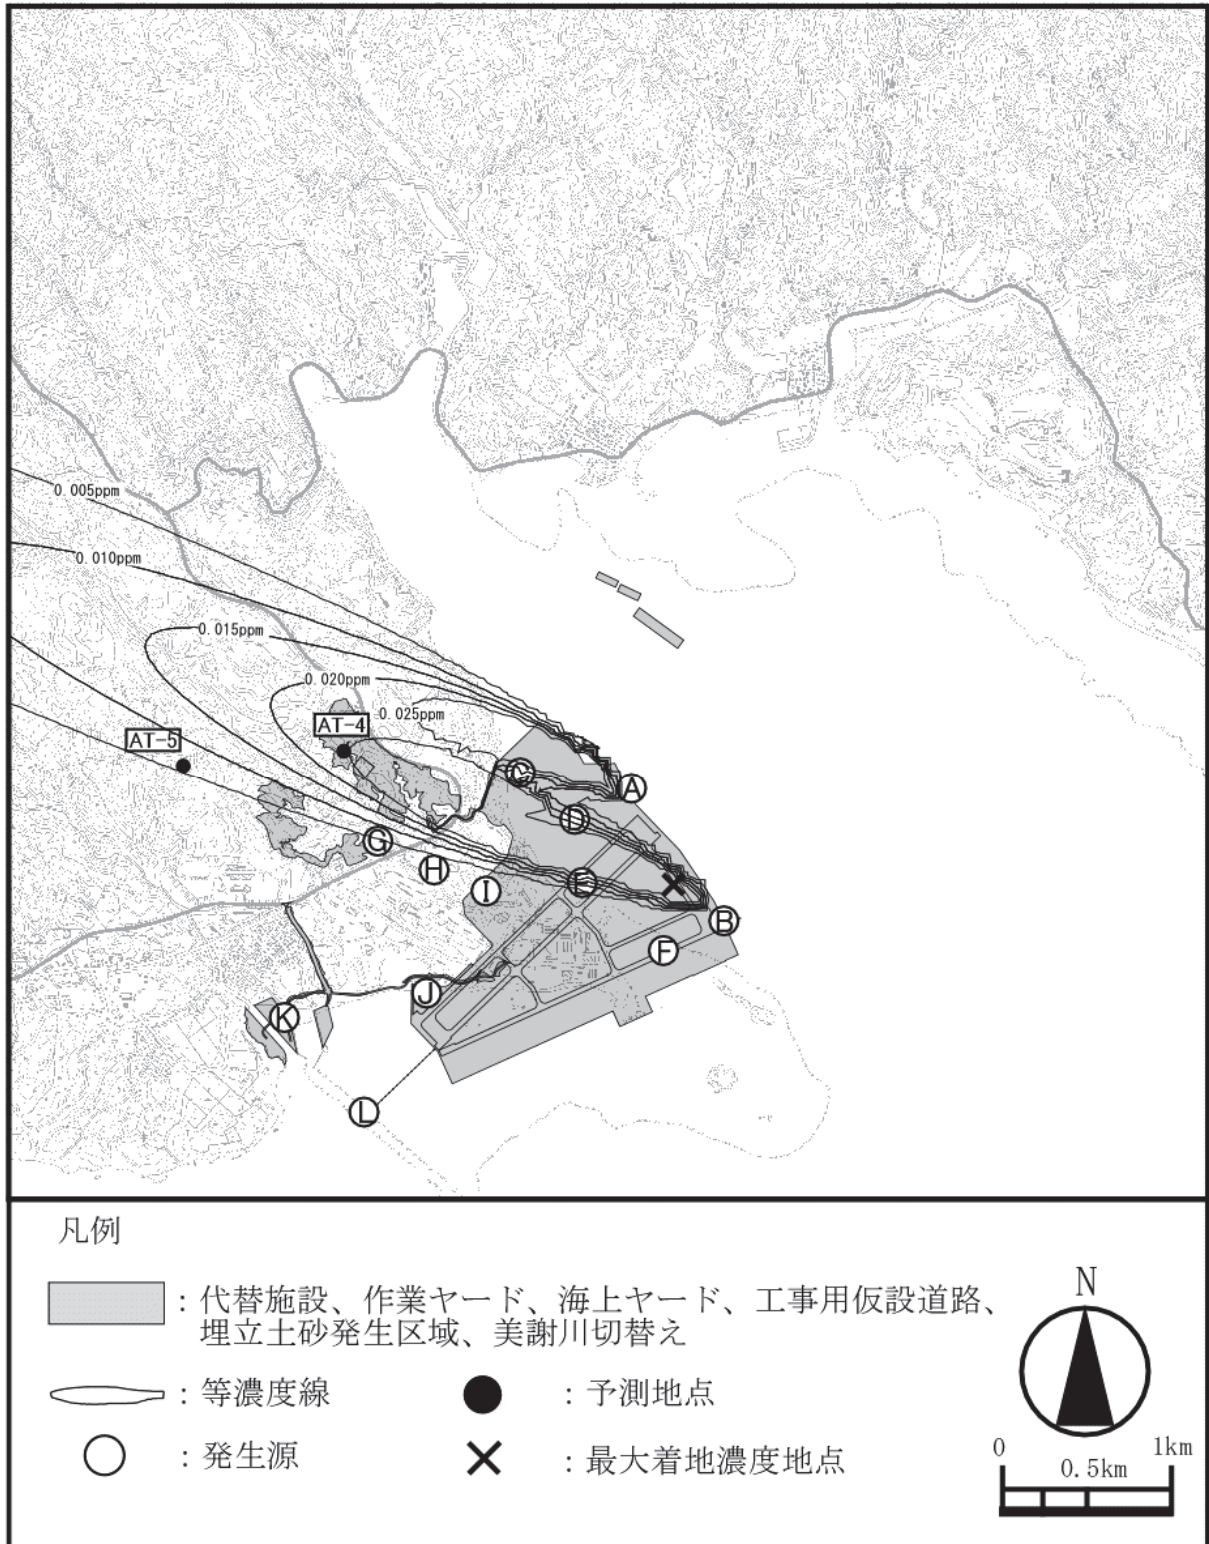 0.005ppm
0.010ppm
0.015ppm
0.020ppm
0.025ppm
AT-4
AT-5
C
A
D
G
H
E
I
B
F
J
K
L
凡例
：代替施設、作業ヤード、海上ヤード、工事用仮設道路、
埋立土砂発生区域、美謝川切替え
：等濃度線
：予測地点
：発生源
：最大着地濃度地点
N
0
1km
0.5km